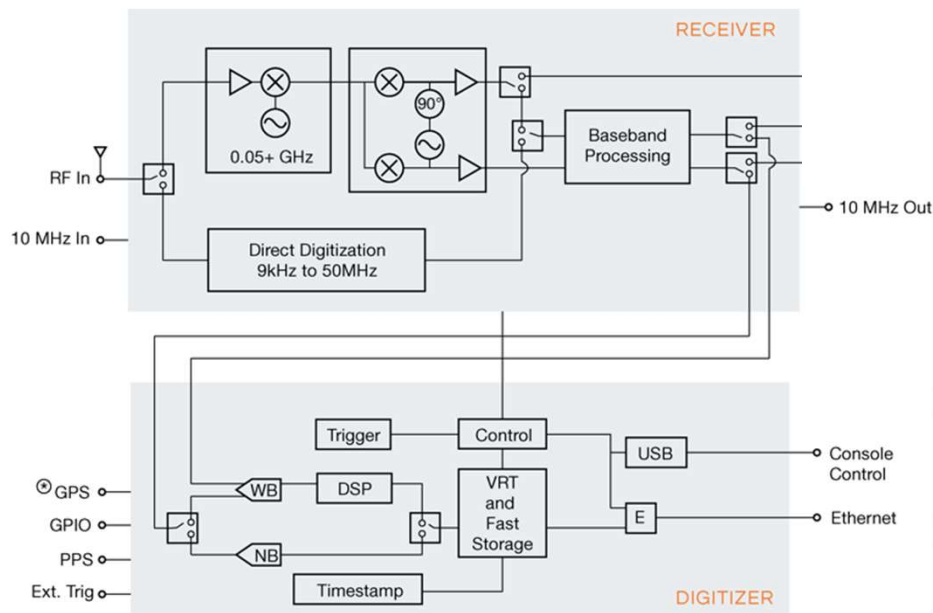 RECEIVER
90°
0.05+ GHz
Baseband
Processing
RF In
10 MHz Out
10 MHz In
Direct Digitization
9kHz to 50MHz
Trigger
Control
USB
Console
Control
VRT
and
Fast
Storage
WB
DSP
GPS
E
Ethernet
GPIO
NB
PPS
Timestamp
Ext. Trig
DIGITIZER